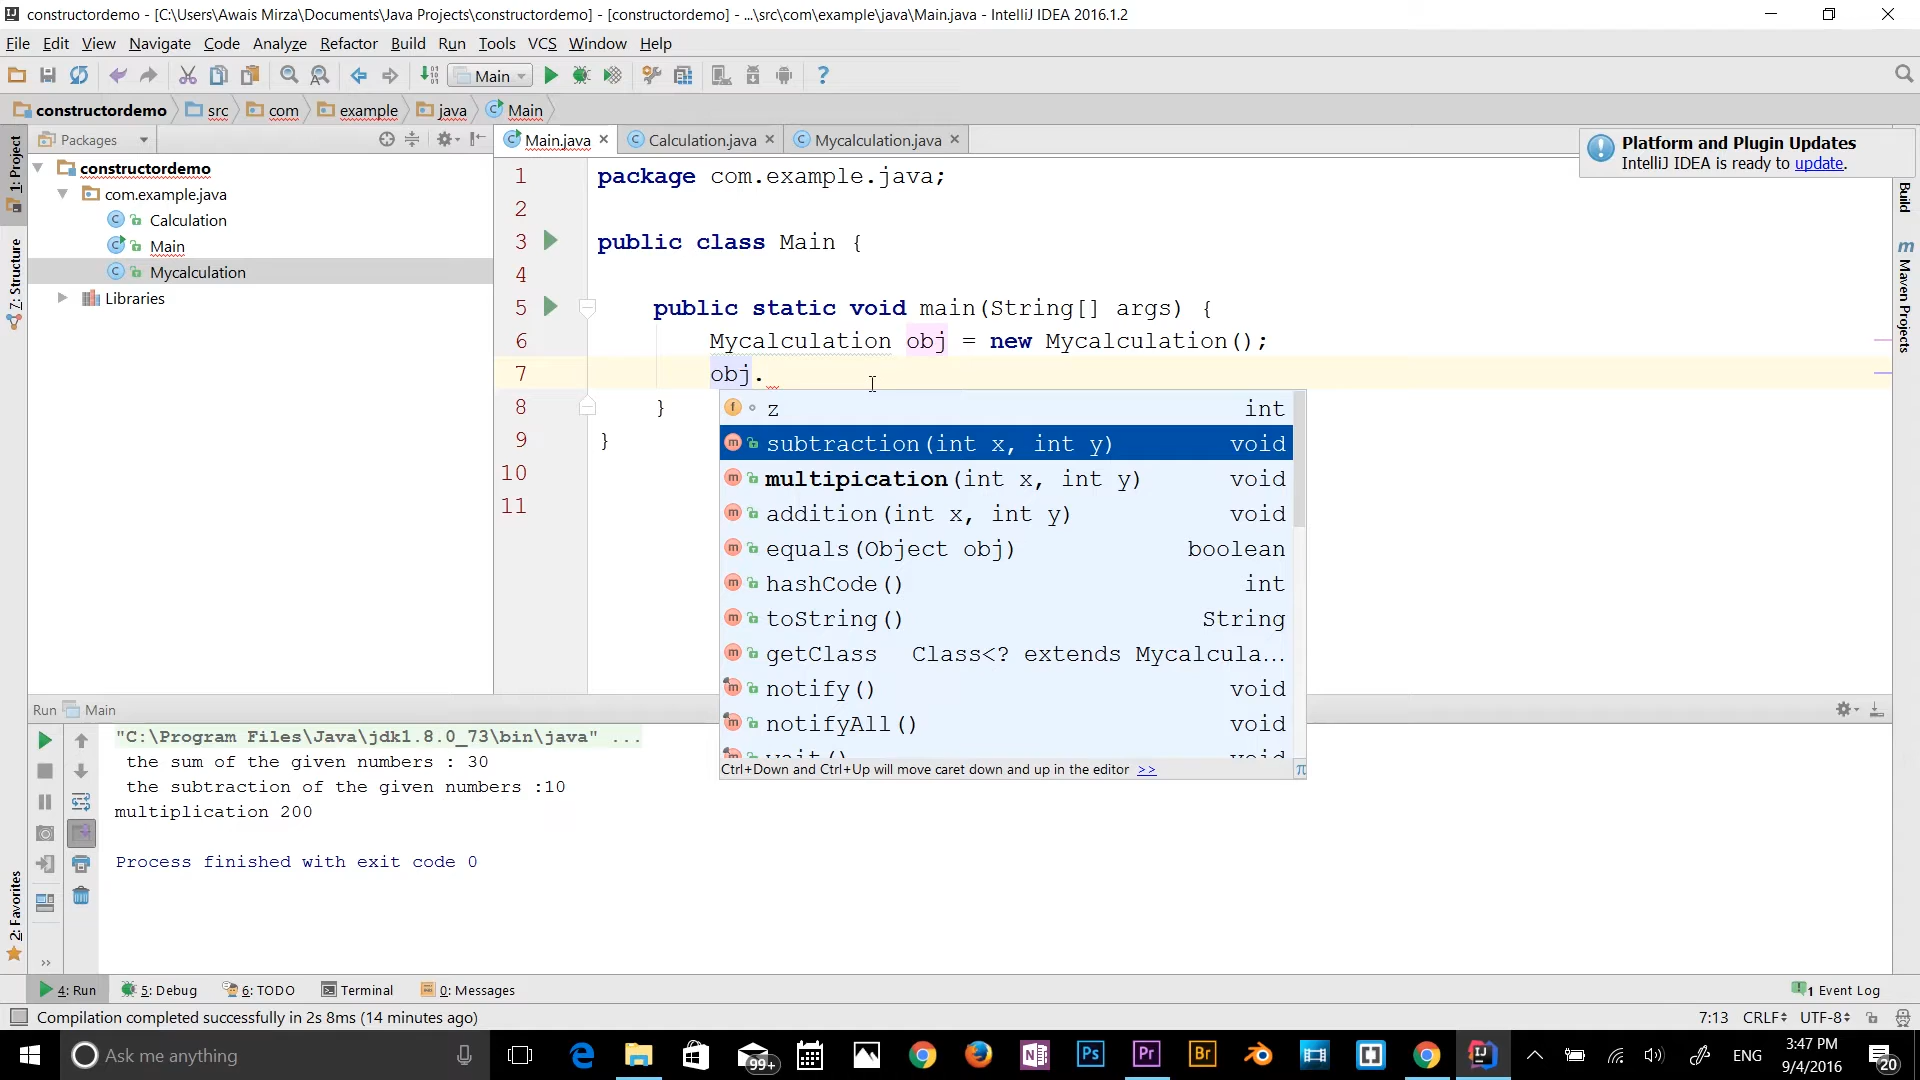 constructordemo - [C:\Users\Awais Mirza\Documents\Java Projects\constructordemo] - [constructordemo] - ...\src\com\example\java\Main.java - IntelliJ IDEA 2016.1.2
File Edit View Navigate Code Analyze Refactor Build Run Tools VCS Window Help
Main
constructordemo src com example java Main
Packages
Main.java Calculation.java Mycalculation.java
Platform and Plugin Updates
IntelliJ IDEA is ready to update.
1: Project
7: Structure
2: Favorites
constructordemo
com.example.java
Calculation
Main
Mycalculation
Libraries
1 package com.example.java;
2
3 public class Main {
4
5 public static void main(String[] args) {
6 Mycalculation obj = new Mycalculation();
7 obj.
8 }
9 }
10
11
f z int
m subtraction(int x, int y) void
m multipication(int x, int y) void
m addition(int x, int y) void
m equals(Object obj) boolean
m hashCode() int
m toString() String
m getClass Class<? extends Mycalcula...
m notify() void
m notifyAll() void
m wait() void
Ctrl+Down and Ctrl+Up will move caret down and up in the editor >> π
Build
m Maven Projects
Run Main
"C:\Program Files\Java\jdk1.8.0_73\bin\java" ...
the sum of the given numbers : 30
the subtraction of the given numbers :10
multiplication 200
Process finished with exit code 0
4: Run 5: Debug 6: TODO Terminal 0: Messages 1 Event Log
Compilation completed successfully in 2s 8ms (14 minutes ago) 7:13 CRLF UTF-8
Ask me anything
99+
Ps Pr Br
ENG
3:47 PM
9/4/2016
20